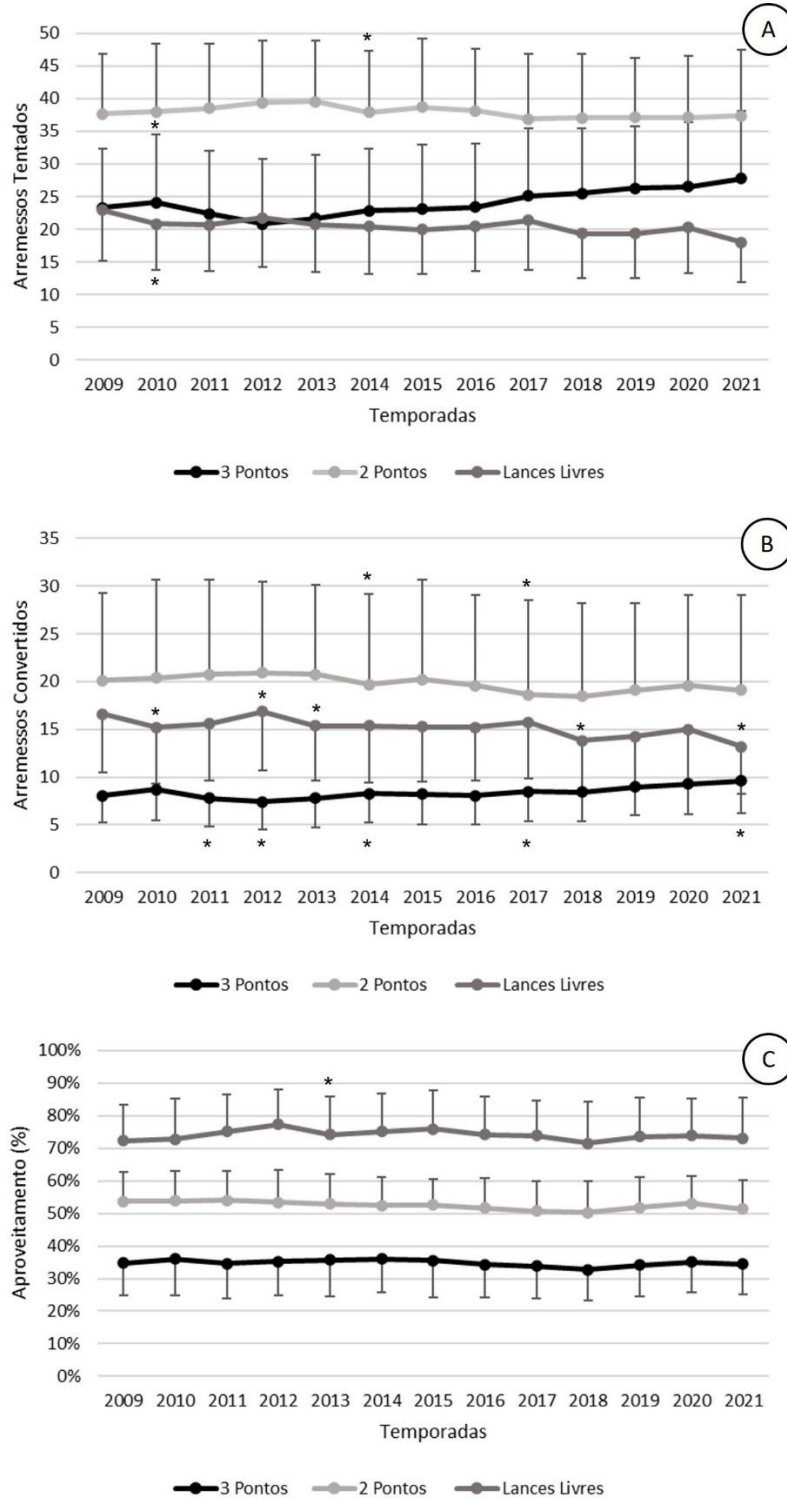 A
50
45
40
35
30
25
20
15
10
5
0
Arremessos Tentados
*
*
*
2009 2010 2011 2012 2013 2014 2015 2016 2017 2018 2019 2020 2021
Temporadas
3 Pontos 2 Pontos Lances Livres
B
35
30
25
20
15
10
5
0
Arremessos Convertidos
* *
* * * * *
* * * * *
2009 2010 2011 2012 2013 2014 2015 2016 2017 2018 2019 2020 2021
Temporadas
3 Pontos 2 Pontos Lances Livres
C
100%
90%
80%
70%
60%
50%
40%
30%
20%
10%
0%
Aproveitamento (%)
*
2009 2010 2011 2012 2013 2014 2015 2016 2017 2018 2019 2020 2021
Temporadas
3 Pontos 2 Pontos Lances Livres